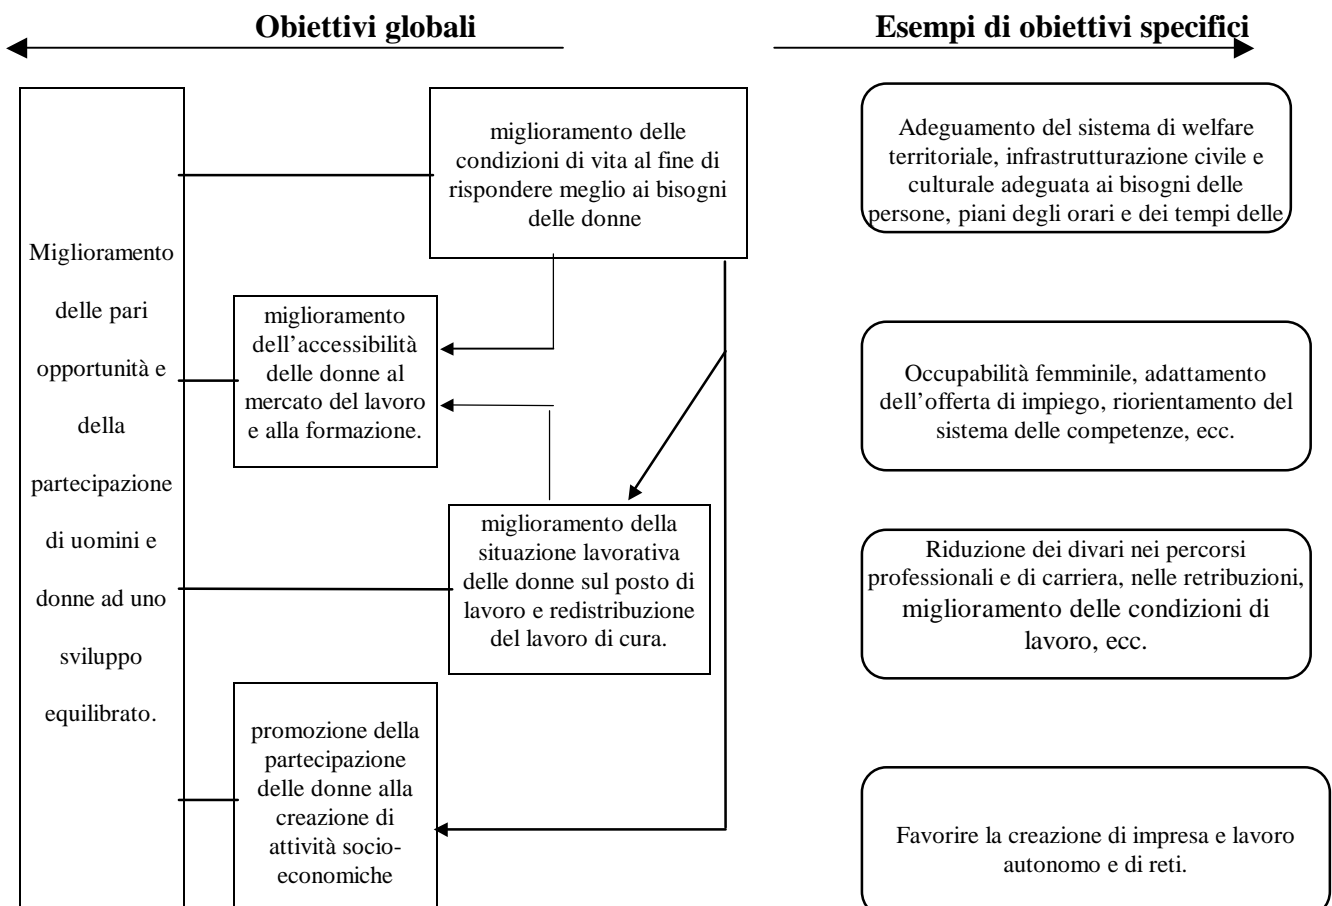 Obiettivi globali
Esempi di obiettivi specifici
Miglioramento
delle pari
opportunità e
della
partecipazione
di uomini e
donne ad uno
sviluppo
equilibrato.
miglioramento delle
condizioni di vita al fine di
rispondere meglio ai bisogni
delle donne
miglioramento
dell’accessibilità
delle donne al
mercato del lavoro
e alla formazione.
miglioramento della
situazione lavorativa
delle donne sul posto di
lavoro e redistribuzione
del lavoro di cura.
promozione della
partecipazione
delle donne alla
creazione di
attività socio-
economiche
Adeguamento del sistema di welfare
territoriale, infrastrutturazione civile e
culturale adeguata ai bisogni delle
persone, piani degli orari e dei tempi delle
Occupabilità femminile, adattamento
dell’offerta di impiego, riorientamento del
sistema delle competenze, ecc.
Riduzione dei divari nei percorsi
professionali e di carriera, nelle retribuzioni,
miglioramento delle condizioni di
lavoro, ecc.
Favorire la creazione di impresa e lavoro
autonomo e di reti.